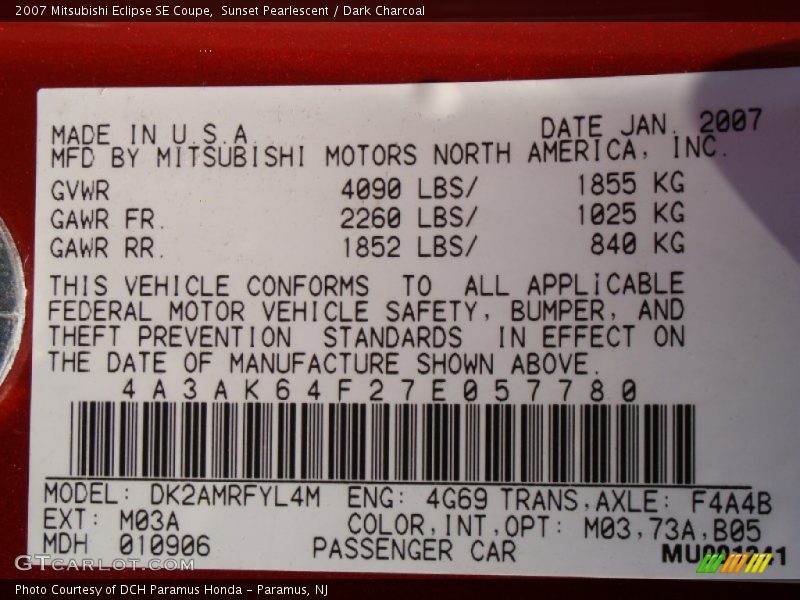 2007 Mitsubishi Eclipse SE Coupe,  Sunset Pearlescent / Dark Charcoal
MADE IN U.S.A. DATE JAN. 2007
MFD BY MITSUBISHI MOTORS NORTH AMERICA, INC.
GVWR 4090 LBS/ 1855 KG
GAWR FR. 2260 LBS/ 1025 KG
GAWR RR. 1852 LBS/ 840 KG
THIS VEHICLE CONFORMS TO ALL APPLICABLE
FEDERAL MOTOR VEHICLE SAFETY, BUMPER, AND
THEFT PREVENTION STANDARDS IN EFFECT ON
THE DATE OF MANUFACTURE SHOWN ABOVE.
4A3AK64F27E057780
MODEL: DK2AMRFYL4M ENG: 4G69 TRANS,AXLE: F4A4B
EXT: M03A COLOR,INT,OPT: M03,73A,B05
MDH 010906 PASSENGER CAR
GTCARLOT.COM
Photo Courtesy of DCH Paramus Honda - Paramus, NJ